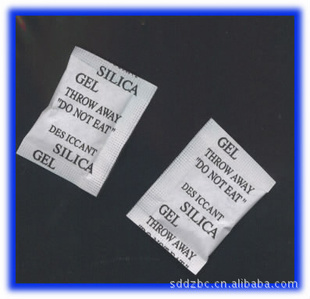 SILICA
GEL
THROW AWAY
"DO NOT EAT"
DES ICCANT
SILICA
GEL
GEL
THROW AWAY
"DO NOT EAT"
DES ICCANT
SILICA
GEL
THROW AWAY
sddzbc.cn.alibaba.com